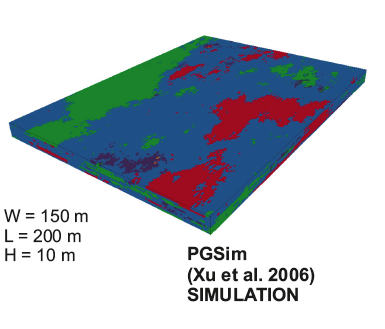 W = 150 m
L = 200 m
H = 10 m
PGSim
(Xu et al. 2006)
SIMULATION